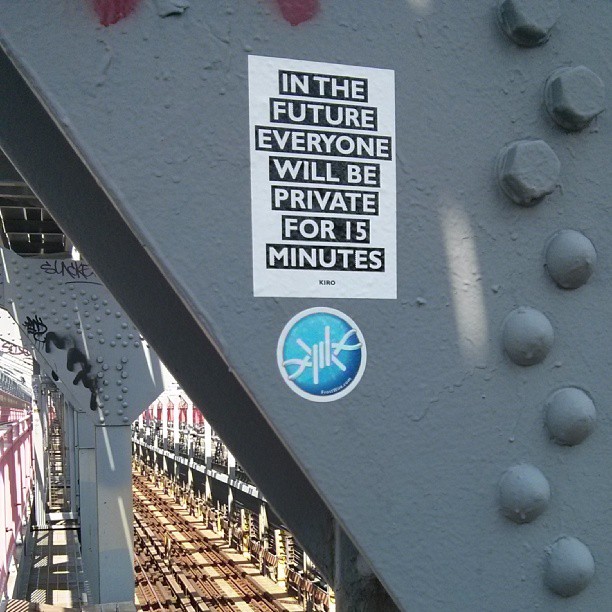 IN THE
FUTURE
EVERYONE
WILL BE
PRIVATE
FOR 15
MINUTES
KIRO